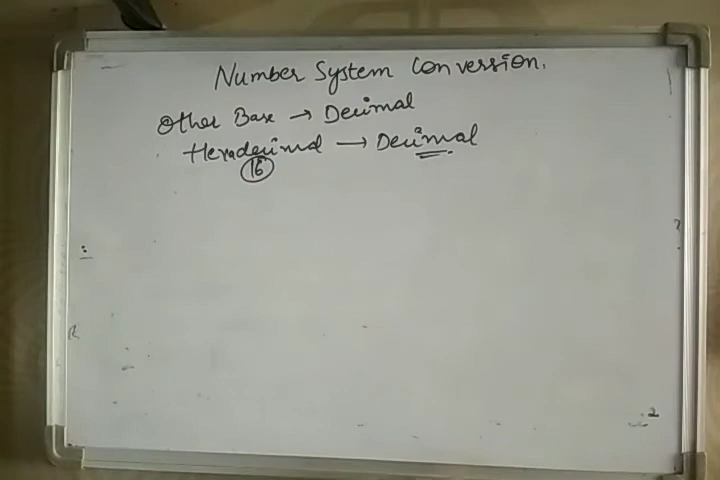 Number System Conversion.
Other Base → Decimal
Hexadecimal → Decimal
16